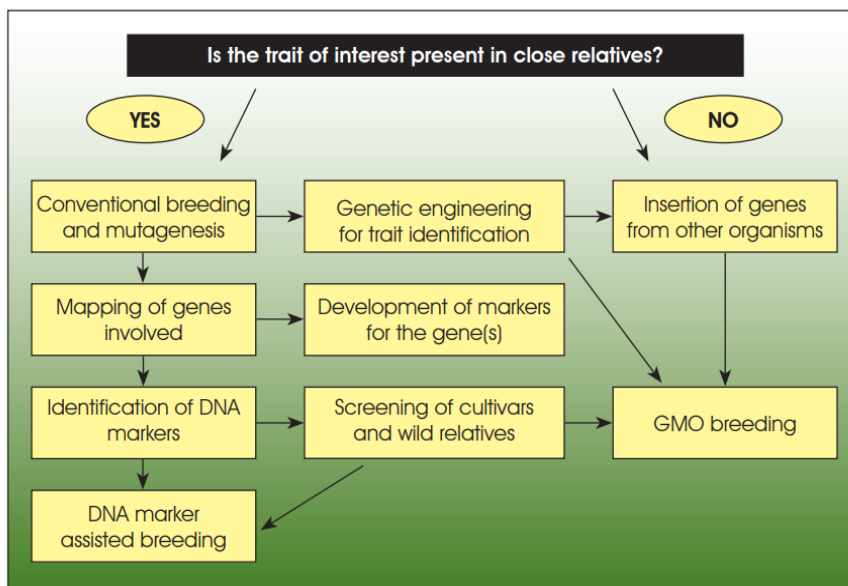 Is the trait of interest present in close relatives?
YES
NO
Conventional breeding
and mutagenesis
Genetic engineering
for trait identification
Insertion of genes
from other organisms
Mapping of genes
involved
Development of markers
for the gene(s)
Identification of DNA
markers
Screening of cultivars
and wild relatives
GMO breeding
DNA marker
assisted breeding